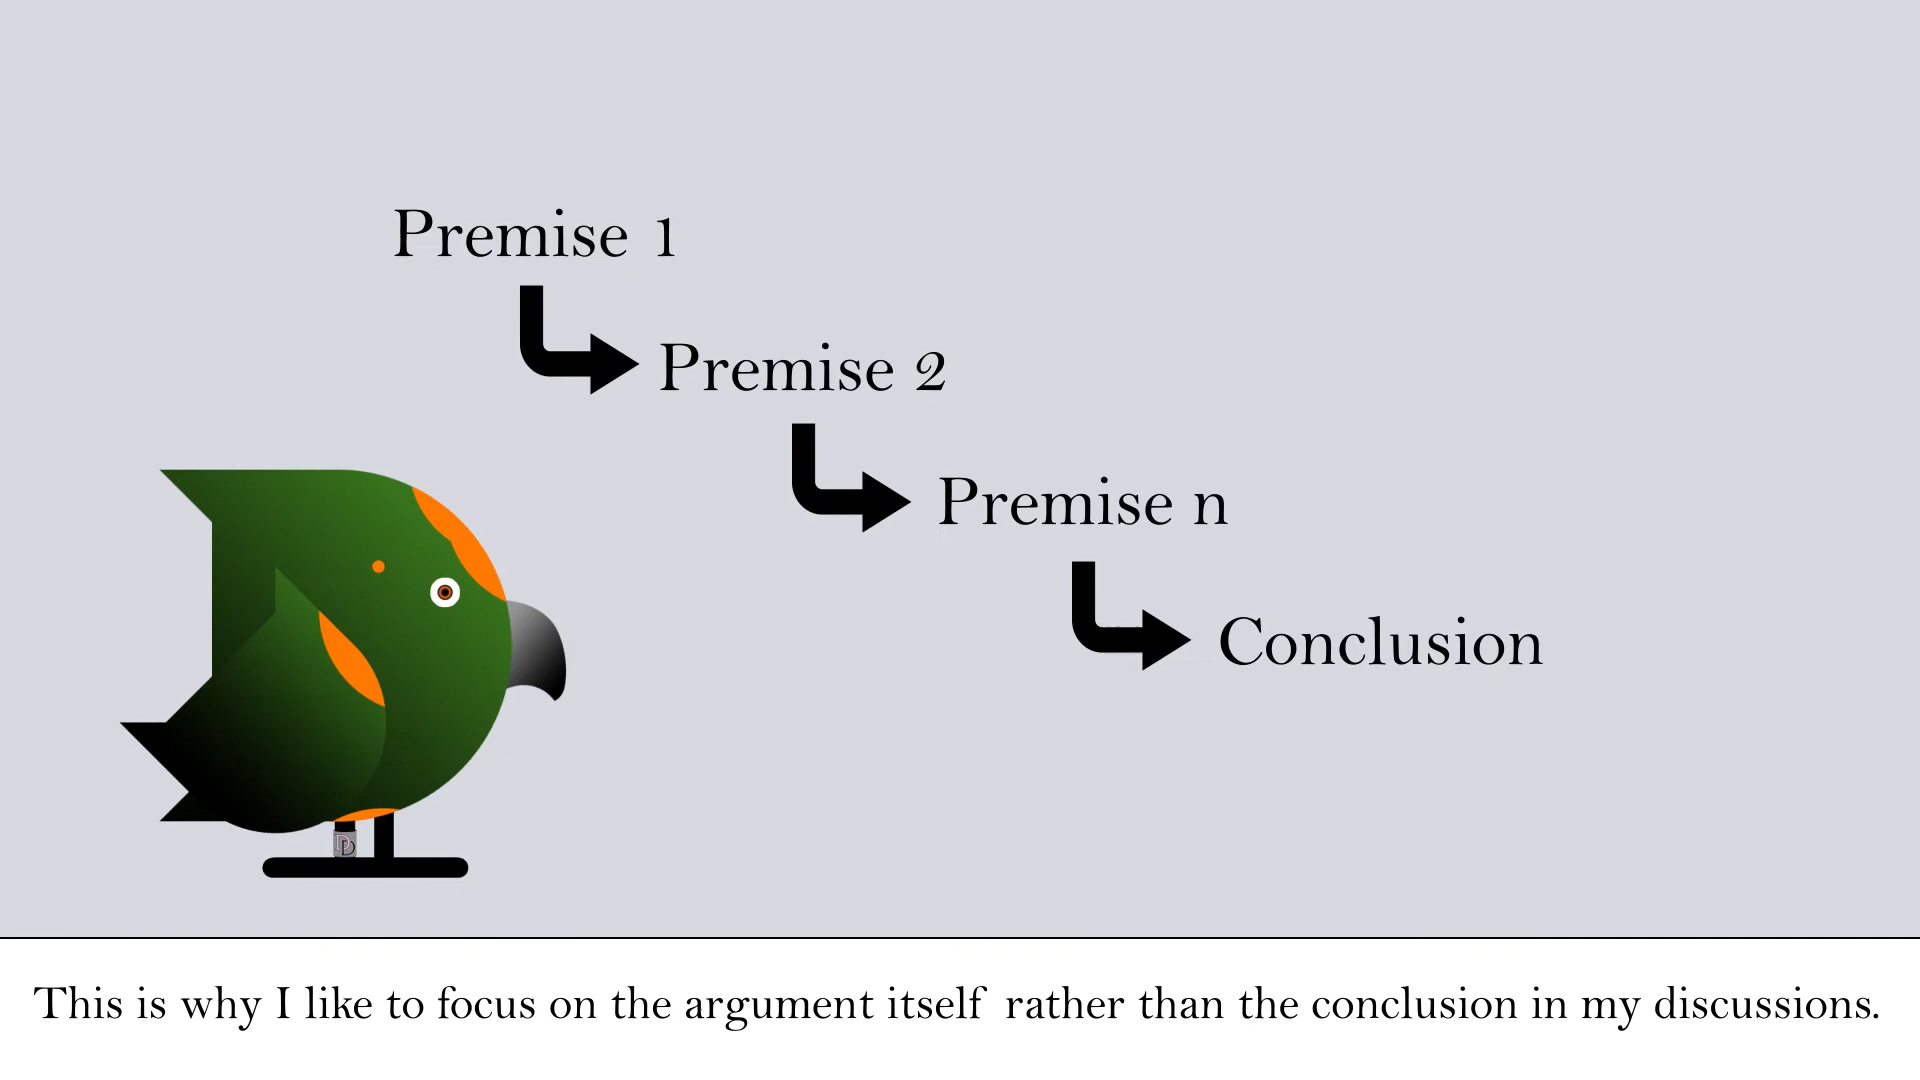 Premise 1
Premise 2
Premise n
Conclusion
DD
This is why I like to focus on the argument itself rather than the conclusion in my discussions.